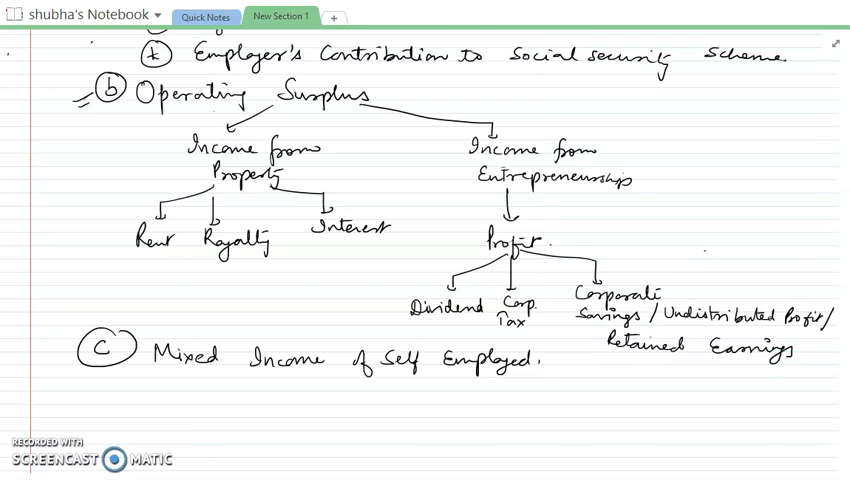 shubha's Notebook
Quick Notes
New Section 1
+
* Employer's Contribution to Social security Scheme
b Operating Surplus
Income from Property
Income from Entrepreneurship
Rent
Royalty
Interest
Profit.
Dividend
Corp. Tax
Corporate Savings / Undistributed Profit / Retained Earnings
C Mixed Income of Self Employed.
RECORDED WITH
SCREENCAST MATIC